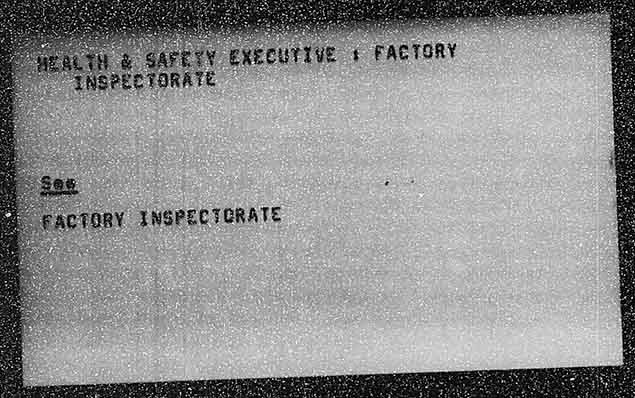 HEALTH & SAFETY EXECUTIVE : FACTORY
INSPECTORATE
See
FACTORY INSPECTORATE